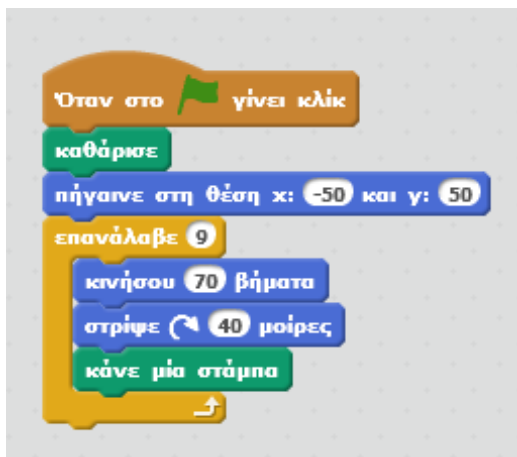 Όταν στο γίνει κλίκ
καθάρισε
πήγαινε στη θέση x: -50 και y: 50
επανάλαβε 9
κινήσου 70 βήματα
στρίψε 40 μοίρες
κάνε μία στάμπα